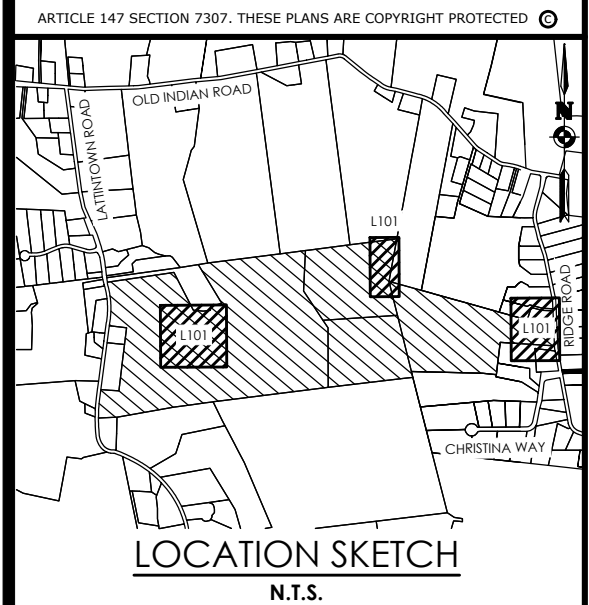 ARTICLE 147 SECTION 7307. THESE PLANS ARE COPYRIGHT PROTECTED ©
OLD INDIAN ROAD
LATTINTOWN ROAD
N
L101
L101
L101
RIDGE ROAD
CHRISTINA WAY
LOCATION SKETCH
N.T.S.